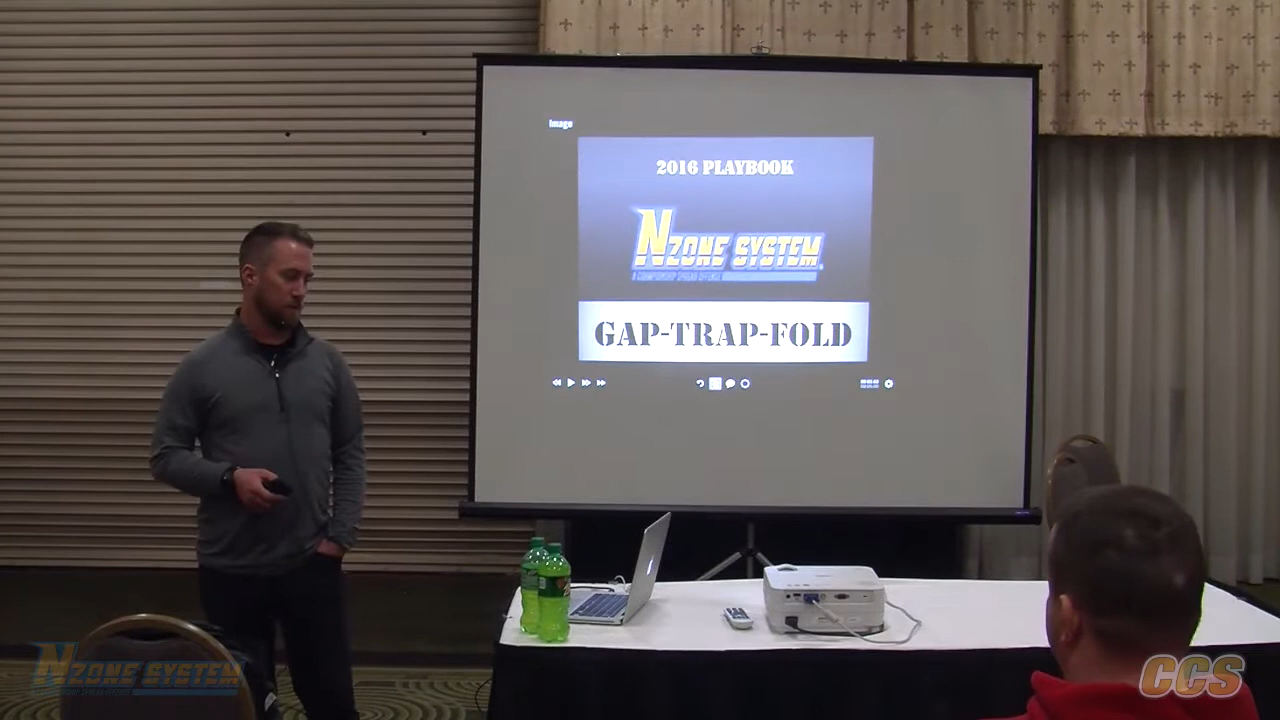 Image
2016 PLAYBOOK
NZONE SYSTEM
GAP-TRAP-FOLD
NZONE SYSTEM
CCS